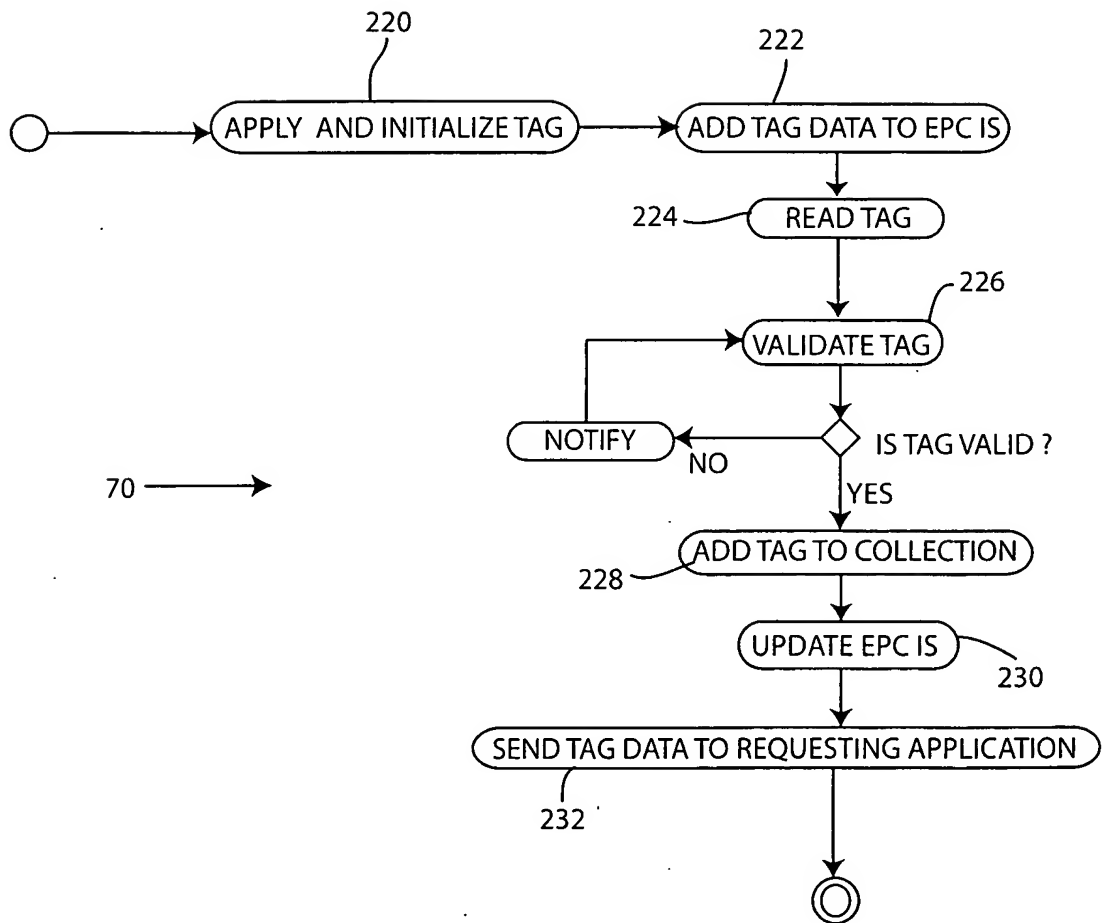 220
222
APPLY AND INITIALIZE TAG
ADD TAG DATA TO EPC IS
224
READ TAG
226
VALIDATE TAG
NOTIFY
NO
IS TAG VALID ?
70
YES
ADD TAG TO COLLECTION
228
UPDATE EPC IS
230
SEND TAG DATA TO REQUESTING APPLICATION
232